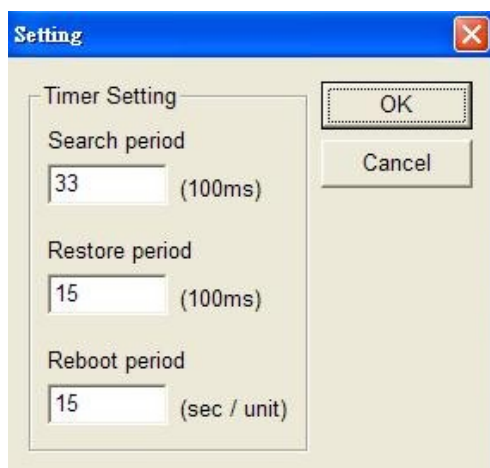 Setting
Timer Setting
OK
Search period
Cancel
33 (100ms)
Restore period
15 (100ms)
Reboot period
15 (sec / unit)